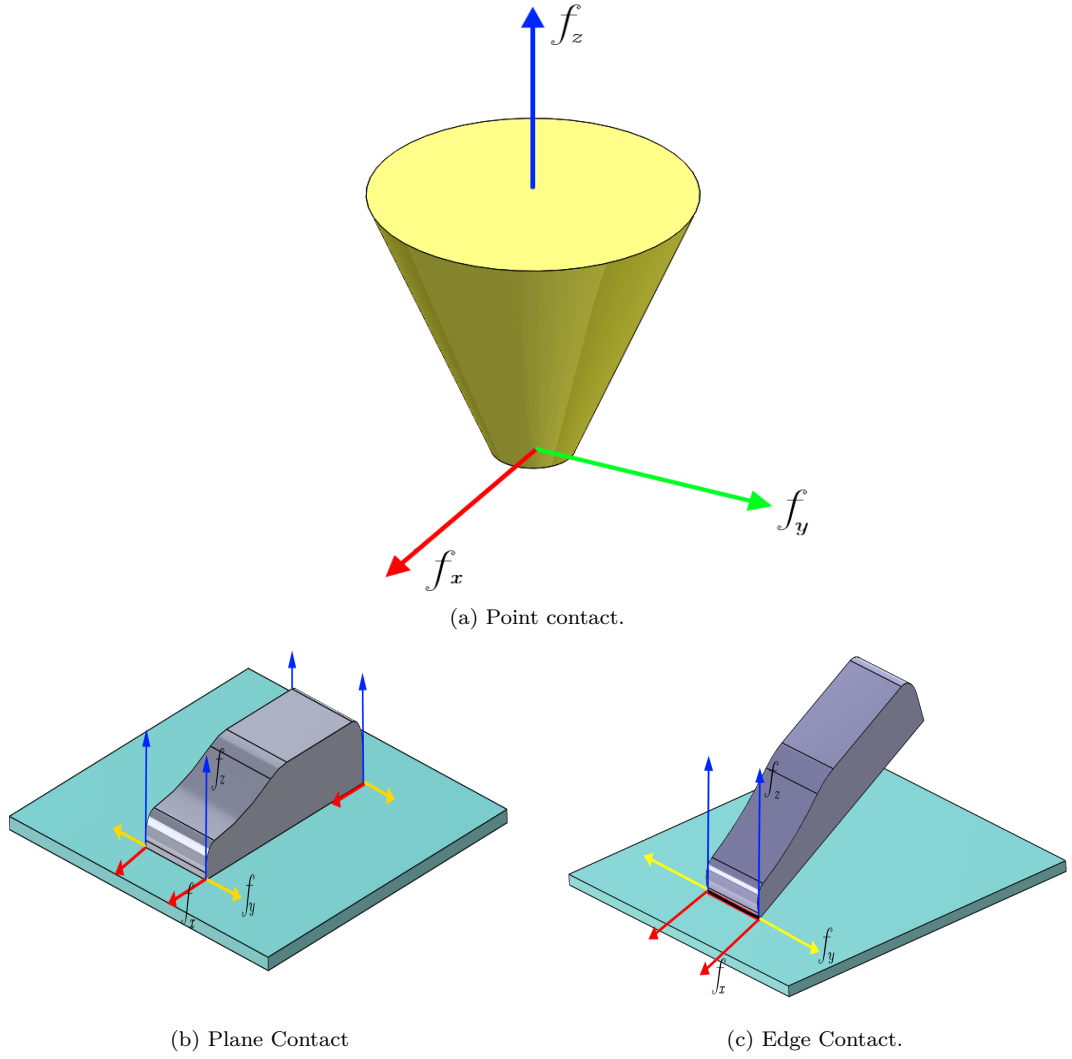 f_z
f_y
f_x
(a) Point contact.
f_z
f_y
f_x
f_z
f_y
f_x
(b) Plane Contact
(c) Edge Contact.